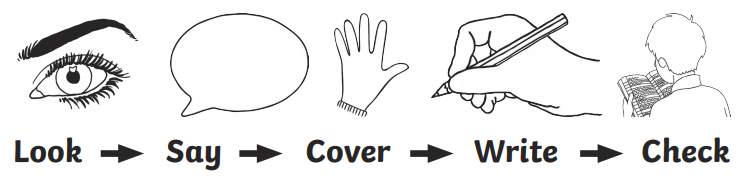 Look → Say → Cover → Write → Check